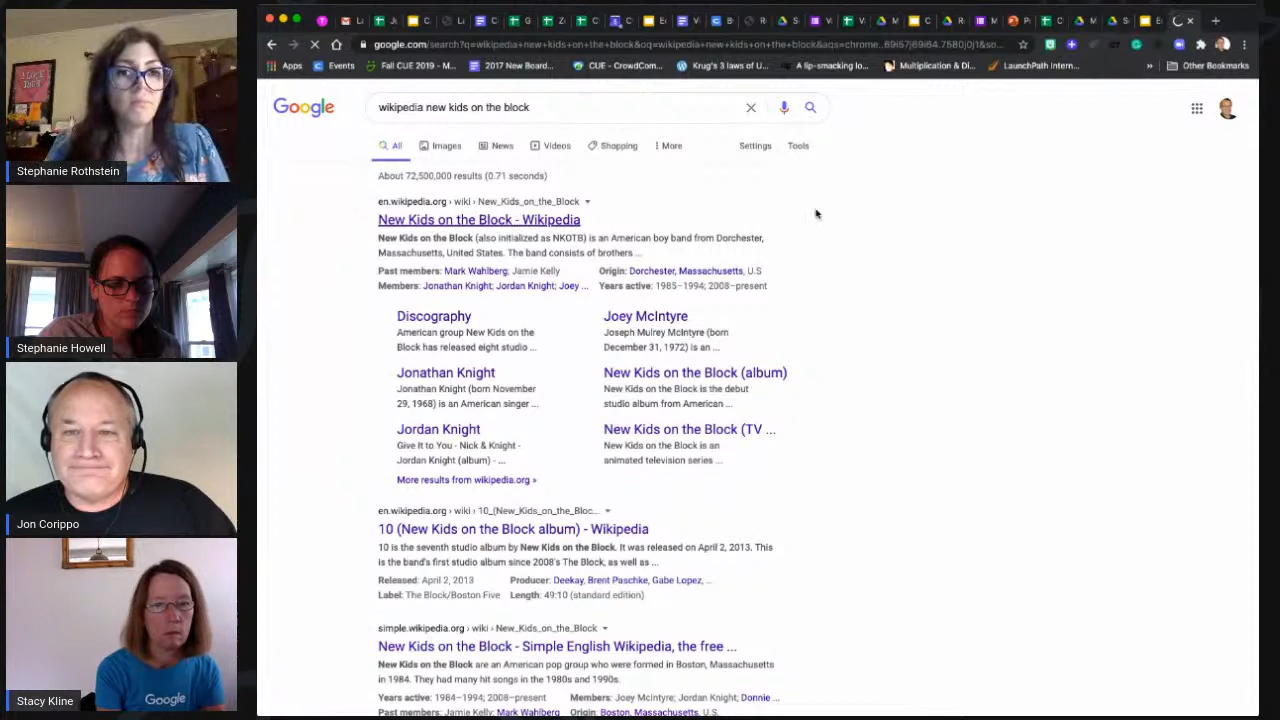 Stephanie Rothstein
Stephanie Howell
Jon Corippo
Google
Stacy Kline
google.com/search?q=wikipedia+new+kids+on+the+block&oq=wikipedia+new+kids+on+the+block&aqs=chrome..69i57j69i64.7580j0j1&so...
Apps
Events
Fall CUE 2019 - M...
2017 New Board...
CUE - CrowdCom...
Krug's 3 laws of U...
A lip-smacking lo...
Multiplication & Di...
LaunchPath Intern...
»
Other Bookmarks
Google
wikipedia new kids on the block
All Images News Videos Shopping More Settings Tools
About 72,500,000 results (0.71 seconds)
en.wikipedia.org › wiki › New_Kids_on_the_Block
New Kids on the Block - Wikipedia
New Kids on the Block (also initialized as NKOTB) is an American boy band from Dorchester,
Massachusetts, United States. The band consists of brothers ...
Past members: Mark Wahlberg; Jamie Kelly Origin: Dorchester, Massachusetts, U.S
Members: Jonathan Knight; Jordan Knight; Joey ... Years active: 1985–1994; 2008–present
Discography
American group New Kids on the
Block has released eight studio ...
Joey McIntyre
Joseph Mulrey McIntyre (born
December 31, 1972) is an ...
Jonathan Knight
Jonathan Knight (born November
29, 1968) is an American singer ...
New Kids on the Block (album)
New Kids on the Block is the debut
studio album from American ...
Jordan Knight
Give It to You - Nick & Knight -
Jordan Knight (album) - ...
New Kids on the Block (TV ...
New Kids on the Block is an
animated television series ...
More results from wikipedia.org »
en.wikipedia.org › wiki › 10_(New_Kids_on_the_Bloc...
10 (New Kids on the Block album) - Wikipedia
10 is the seventh studio album by New Kids on the Block. It was released on April 2, 2013. This
is the band's first studio album since 2008's The Block, as well as ...
Released: April 2, 2013 Producer: Deekay, Brent Paschke, Gabe Lopez, ...
Label: The Block/Boston Five Length: 49:10 (standard edition)
simple.wikipedia.org › wiki › New_Kids_on_the_Block
New Kids on the Block - Simple English Wikipedia, the free ...
New Kids on the Block are an American pop group who were formed in Boston, Massachusetts
in 1984. They had many hit songs in the 1980s and 1990s.
Years active: 1984–1994; 2008–present Members: Joey McIntyre; Jordan Knight; Donnie ...
Past members: Jamie Kelly; Mark Wahlberg Origin: Boston, Massachusetts, U.S.